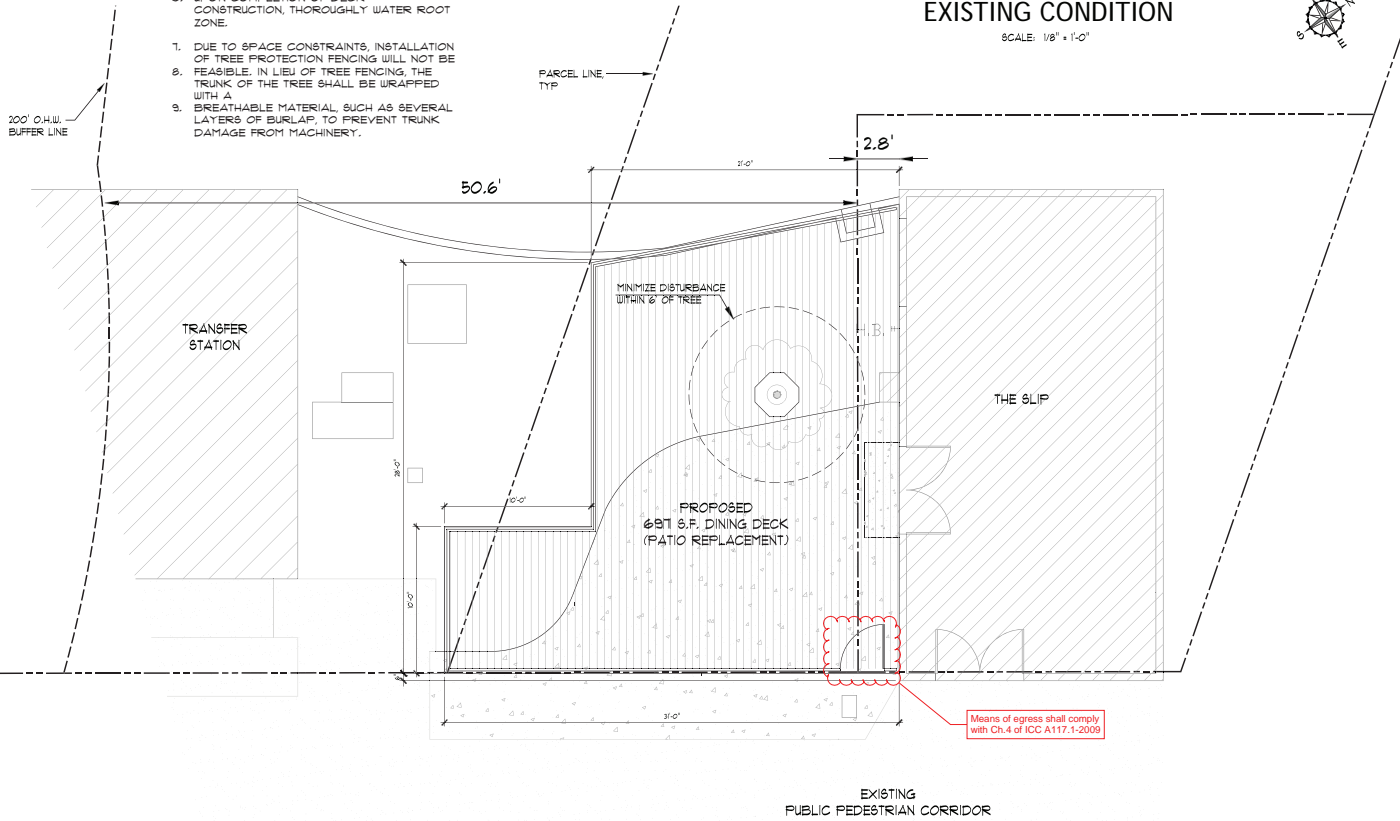 CONSTRUCTION, THOROUGHLY WATER ROOT
ZONE.
7. DUE TO SPACE CONSTRAINTS, INSTALLATION
OF TREE PROTECTION FENCING WILL NOT BE
8. FEASIBLE. IN LIEU OF TREE FENCING, THE
TRUNK OF THE TREE SHALL BE WRAPPED
WITH A
9. BREATHABLE MATERIAL, SUCH AS SEVERAL
LAYERS OF BURLAP, TO PREVENT TRUNK
DAMAGE FROM MACHINERY.
EXISTING CONDITION
SCALE: 1/8" = 1'-0"
S
E
PARCEL LINE,
TYP
200' O.H.W.
BUFFER LINE
2.8'
21'-0"
50.6'
MINIMIZE DISTURBANCE
WITHIN 6' OF TREE
H.B.
TRANSFER
STATION
THE SLIP
28'-0"
10'-0"
PROPOSED
697 S.F. DINING DECK
(PATIO REPLACEMENT)
10'-0"
31'-0"
Means of egress shall comply
with Ch.4 of ICC A117.1-2009
EXISTING
PUBLIC PEDESTRIAN CORRIDOR